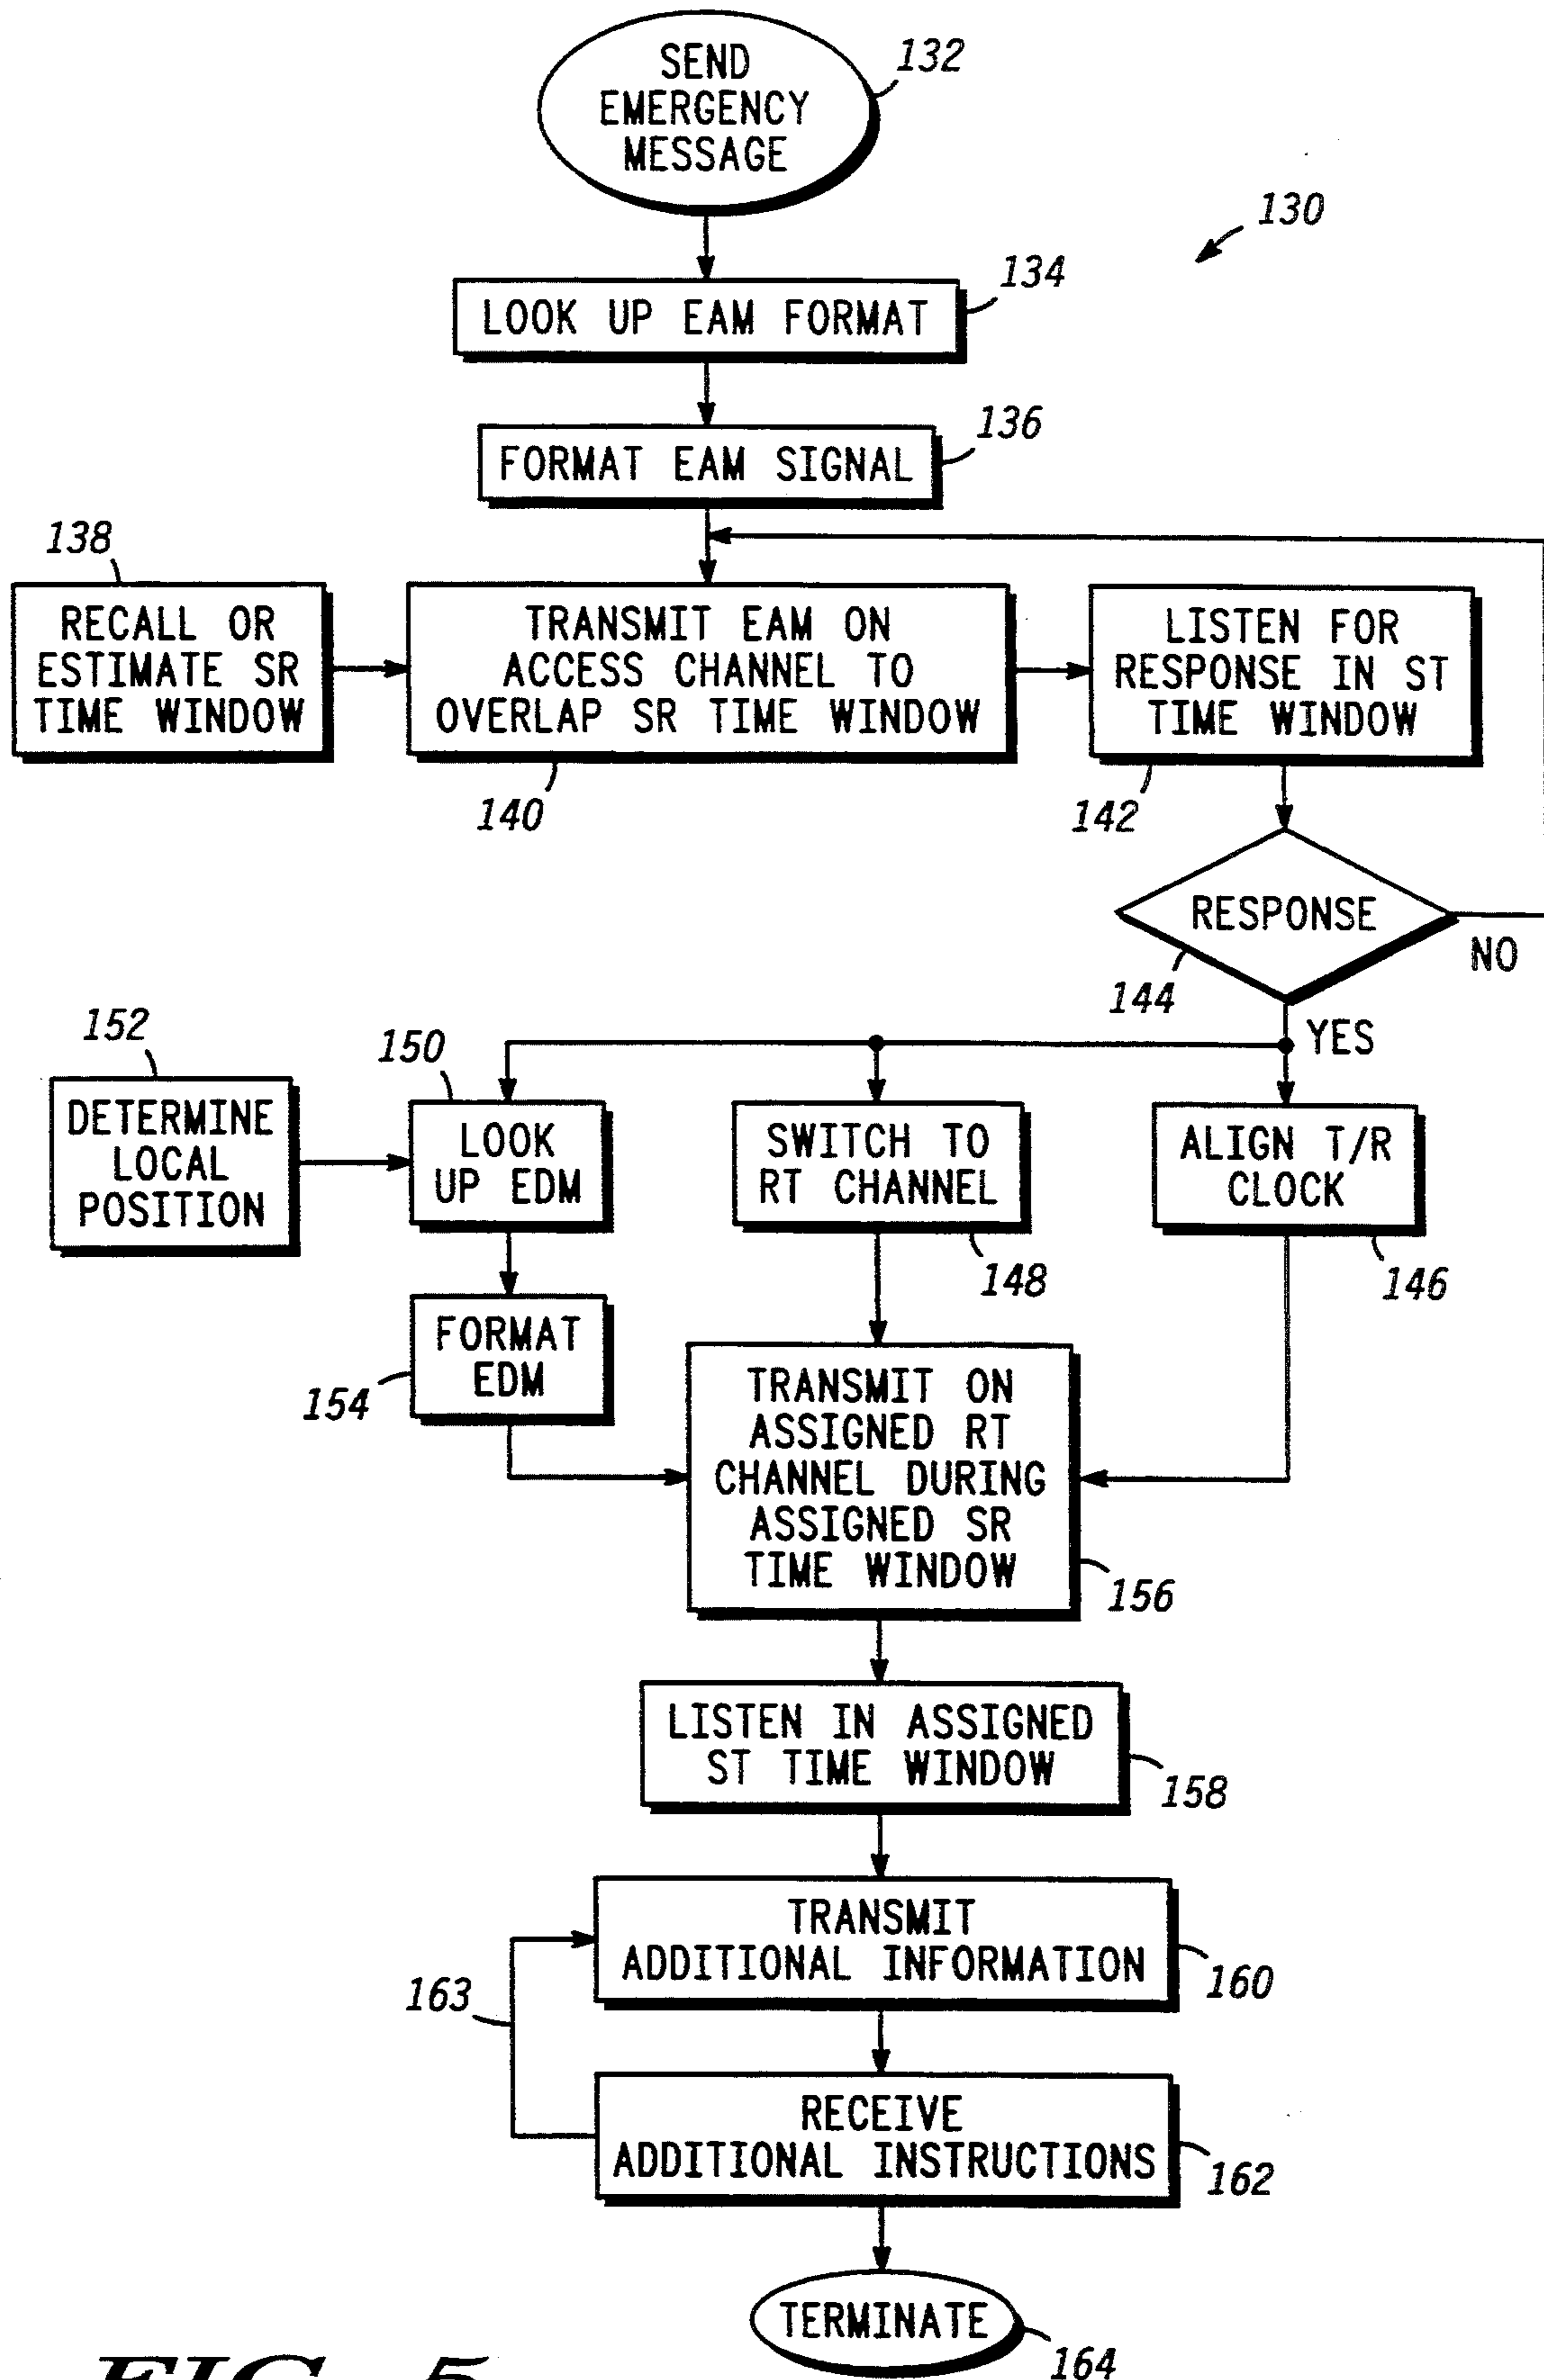 SEND
EMERGENCY
MESSAGE
132
130
134
LOOK UP EAM FORMAT
136
FORMAT EAM SIGNAL
138
RECALL OR
ESTIMATE SR
TIME WINDOW
TRANSMIT EAM ON
ACCESS CHANNEL TO
OVERLAP SR TIME WINDOW
140
LISTEN FOR
RESPONSE IN ST
TIME WINDOW
142
RESPONSE
NO
144
YES
152
DETERMINE
LOCAL
POSITION
150
LOOK
UP EDM
SWITCH TO
RT CHANNEL
148
ALIGN T/R
CLOCK
146
FORMAT
EDM
154
TRANSMIT ON
ASSIGNED RT
CHANNEL DURING
ASSIGNED SR
TIME WINDOW
156
LISTEN IN ASSIGNED
ST TIME WINDOW
158
TRANSMIT
ADDITIONAL INFORMATION
160
163
RECEIVE
ADDITIONAL INSTRUCTIONS
162
TERMINATE
164
FIG. 5